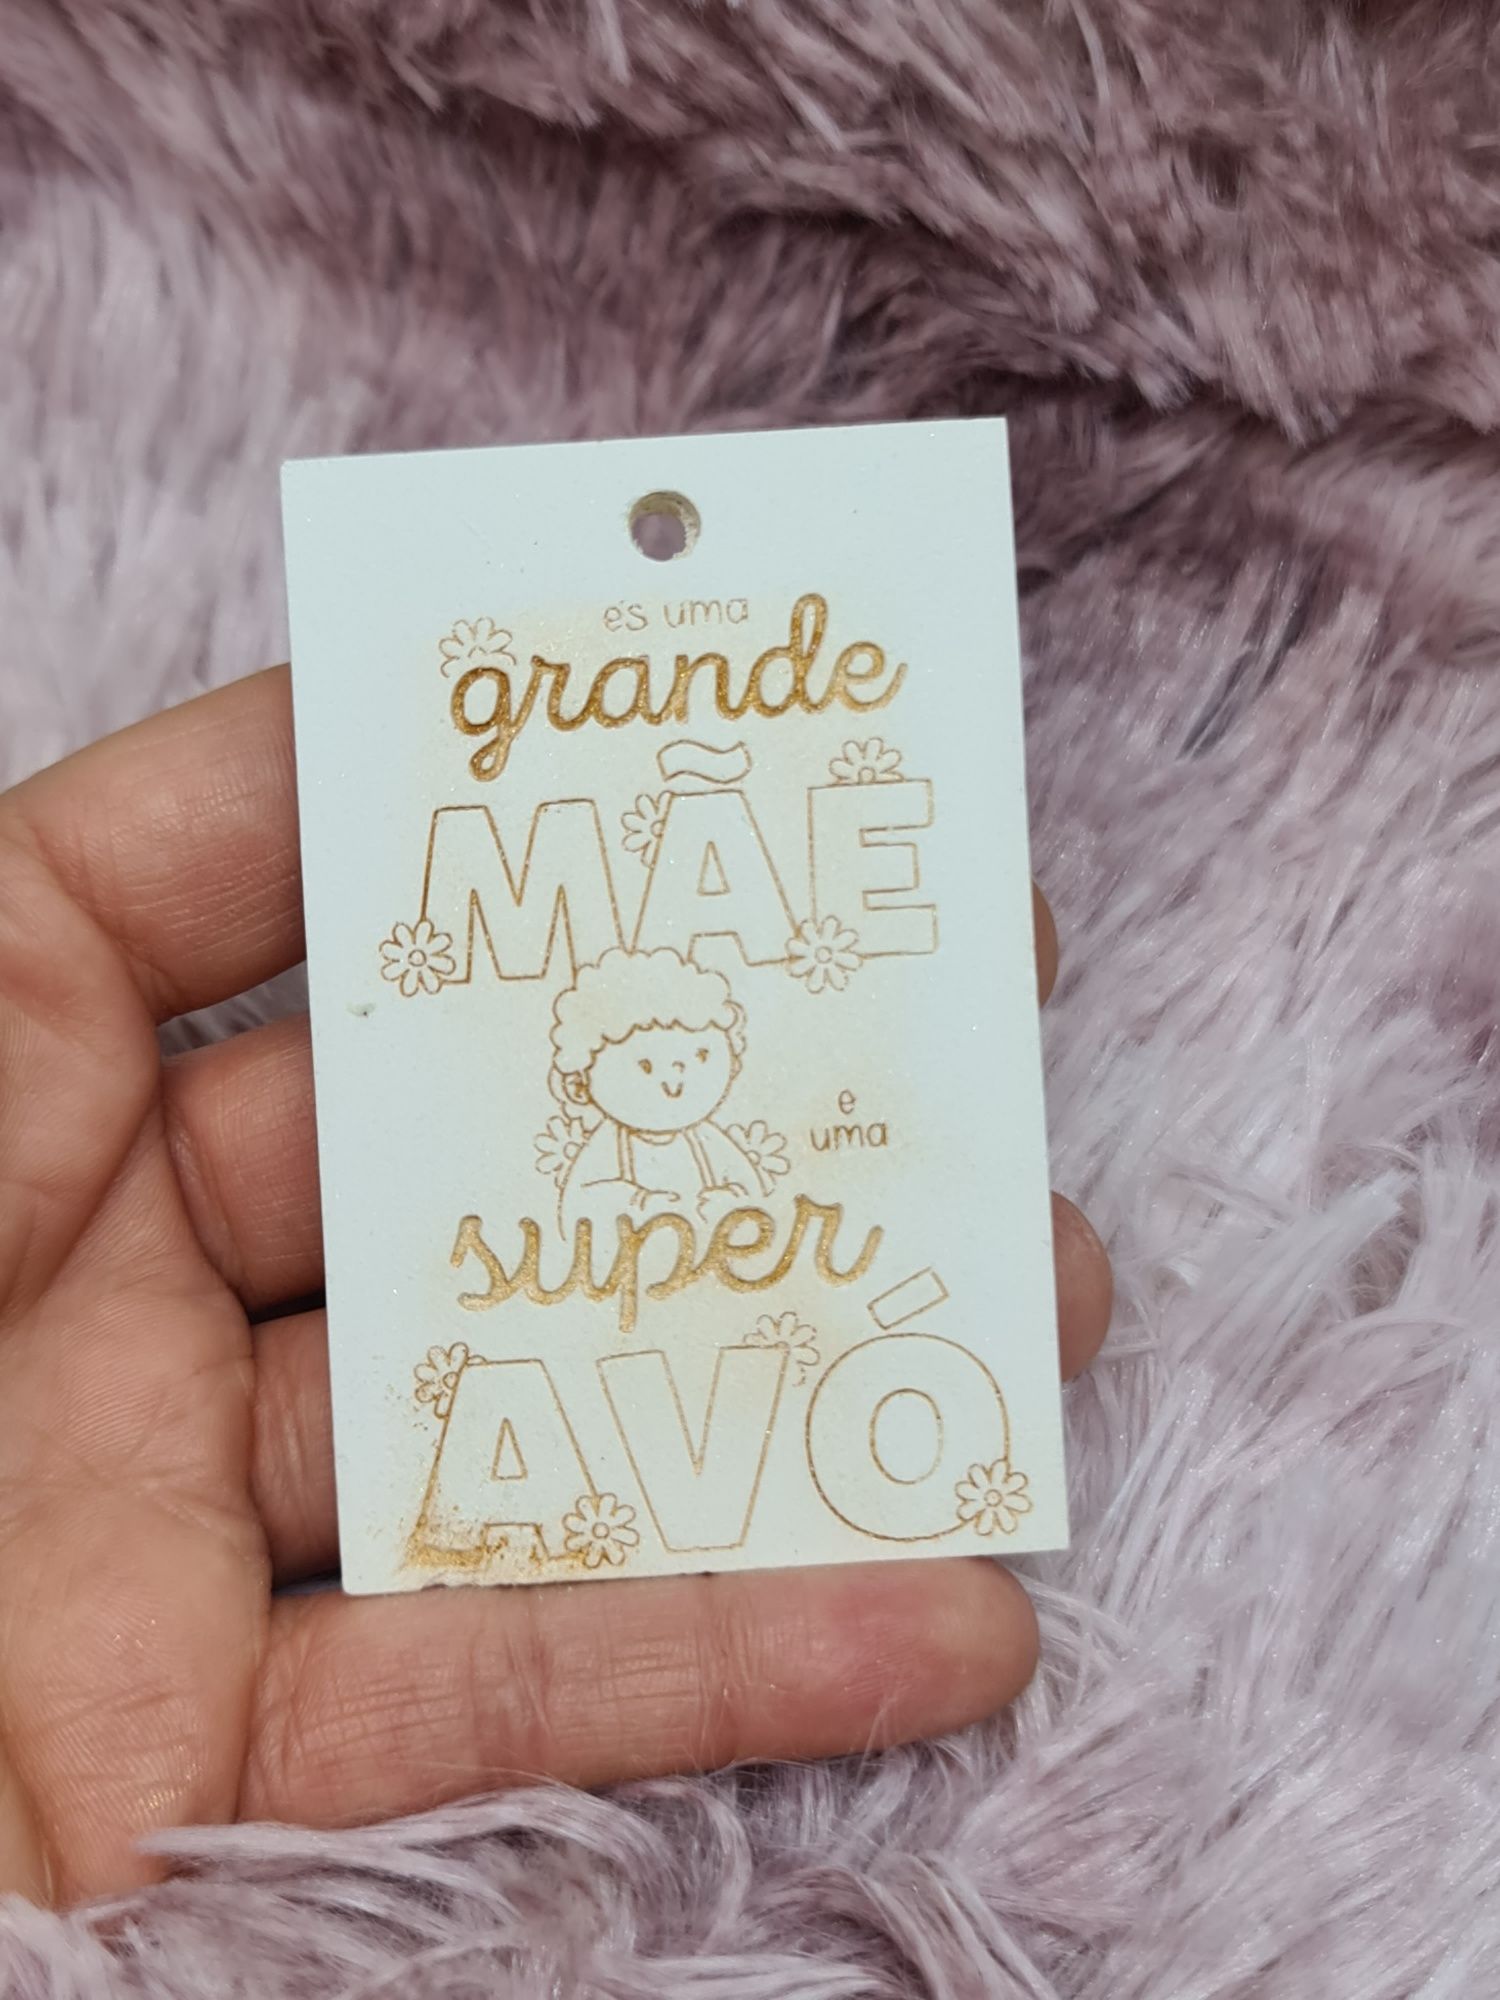 és uma
grande
MÃE
e
uma
super
AVÓ